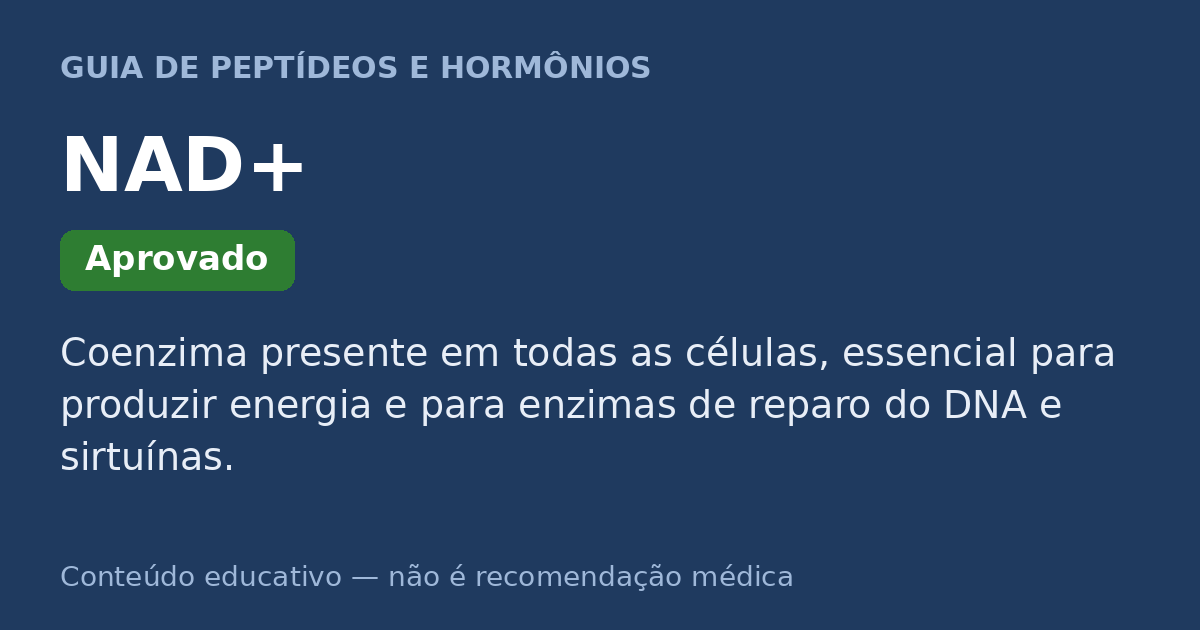 GUIA DE PEPTÍDEOS E HORMÔNIOS
NAD+
Aprovado
Coenzima presente em todas as células, essencial para
produzir energia e para enzimas de reparo do DNA e
sirtuínas.
Conteúdo educativo — não é recomendação médica